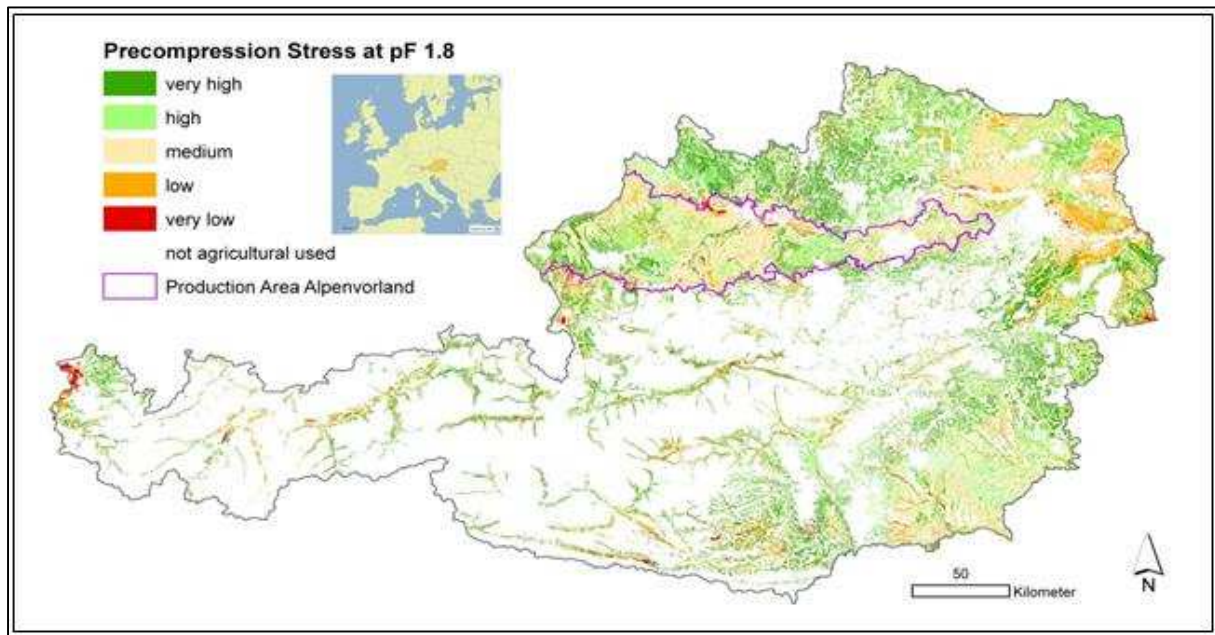 Precompression Stress at pF 1.8
very high
high
medium
low
very low
not agricultural used
Production Area Alpenvorland
50
Kilometer
N